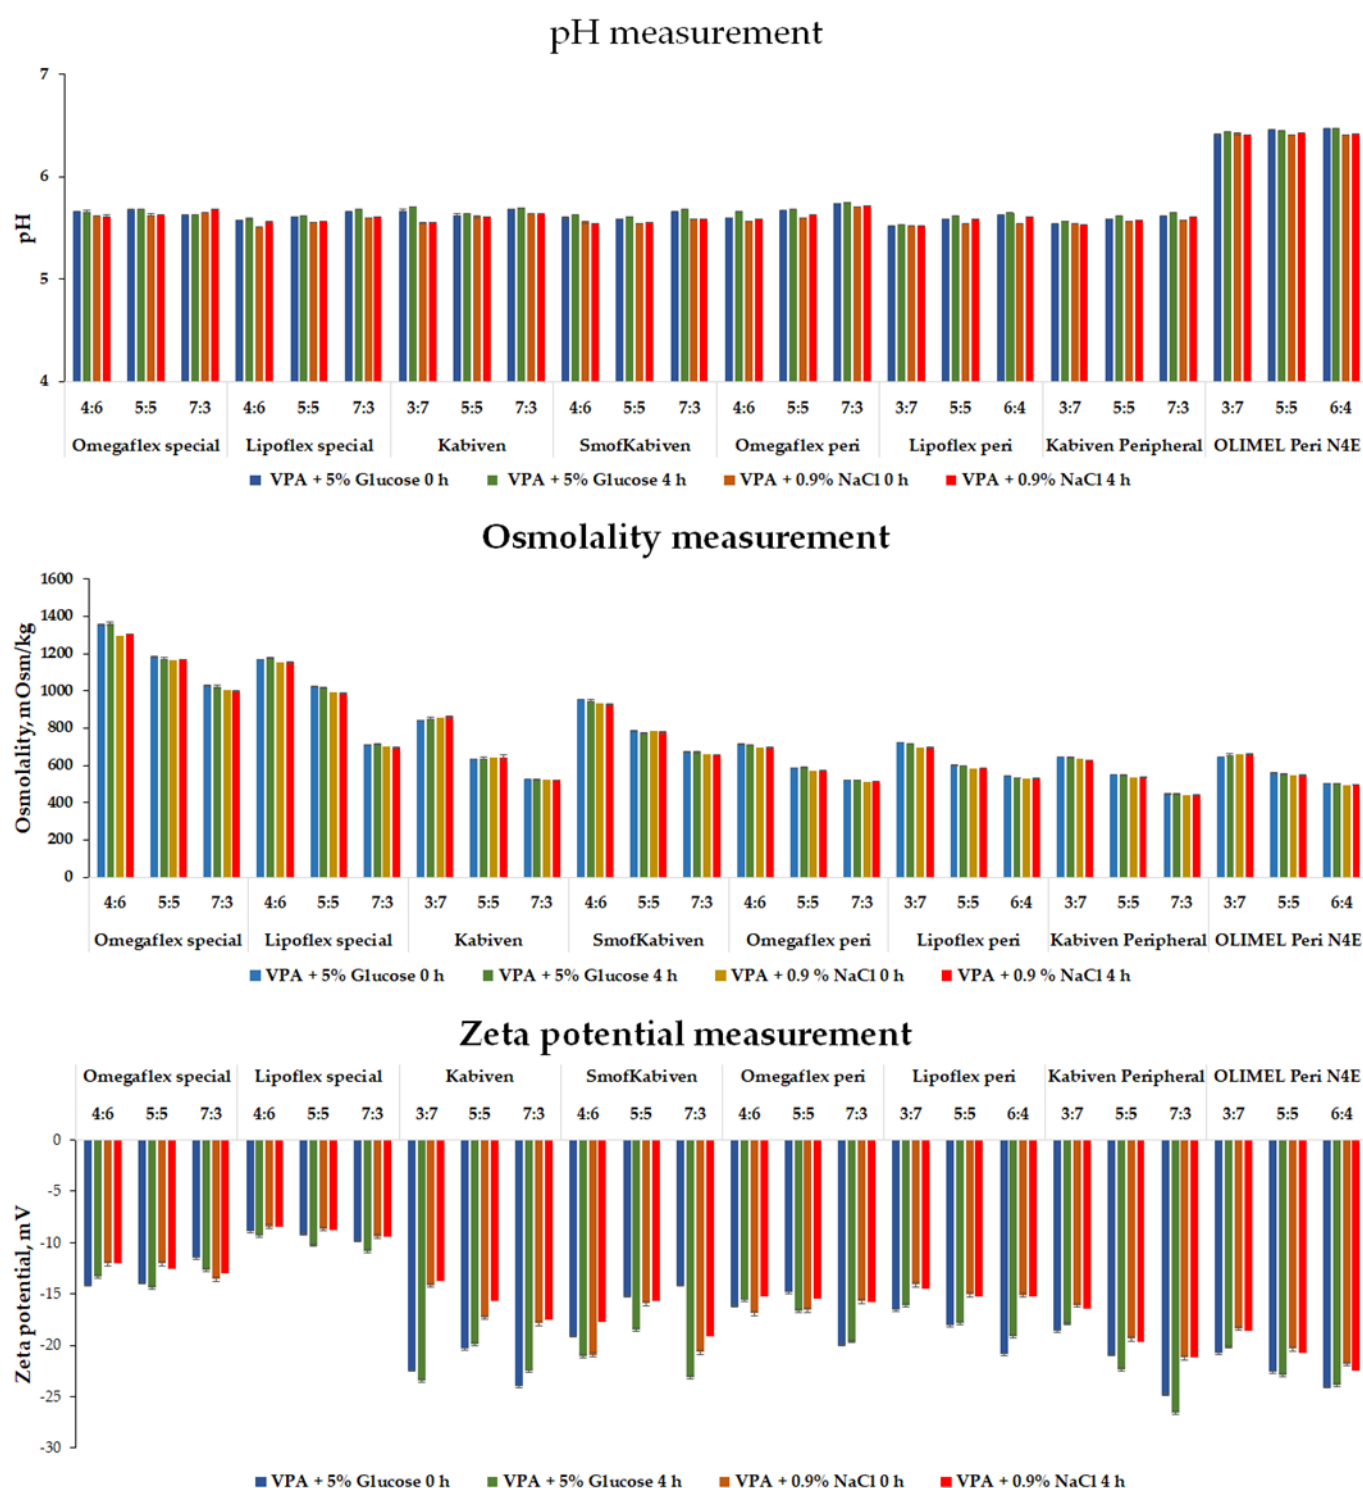 pH measurement
7
6
5
4
pH
4:6 5:5 7:3 4:6 5:5 7:3 3:7 5:5 7:3 4:6 5:5 7:3 4:6 5:5 7:3 3:7 5:5 6:4 3:7 5:5 7:3 3:7 5:5 6:4
Omegaflex special Lipoflex special Kabiven SmofKabiven Omegaflex peri Lipoflex peri Kabiven Peripheral OLIMEL Peri N4E
VPA + 5% Glucose 0 h VPA + 5% Glucose 4 h VPA + 0.9% NaCl 0 h VPA + 0.9% NaCl 4 h
Osmolality measurement
1600
1400
1200
1000
800
600
400
200
0
Osmolality, mOsm/kg
4:6 5:5 7:3 4:6 5:5 7:3 3:7 5:5 7:3 4:6 5:5 7:3 4:6 5:5 7:3 3:7 5:5 6:4 3:7 5:5 7:3 3:7 5:5 6:4
Omegaflex special Lipoflex special Kabiven SmofKabiven Omegaflex peri Lipoflex peri Kabiven Peripheral OLIMEL Peri N4E
VPA + 5% Glucose 0 h VPA + 5% Glucose 4 h VPA + 0.9 % NaCl 0 h VPA + 0.9 % NaCl 4 h
Zeta potential measurement
Omegaflex special Lipoflex special Kabiven SmofKabiven Omegaflex peri Lipoflex peri Kabiven Peripheral OLIMEL Peri N4E
4:6 5:5 7:3 4:6 5:5 7:3 3:7 5:5 7:3 4:6 5:5 7:3 4:6 5:5 7:3 3:7 5:5 6:4 3:7 5:5 7:3 3:7 5:5 6:4
0
-5
-10
-15
-20
-25
-30
Zeta potential, mV
VPA + 5% Glucose 0 h VPA + 5% Glucose 4 h VPA + 0.9% NaCl 0 h VPA + 0.9% NaCl 4 h